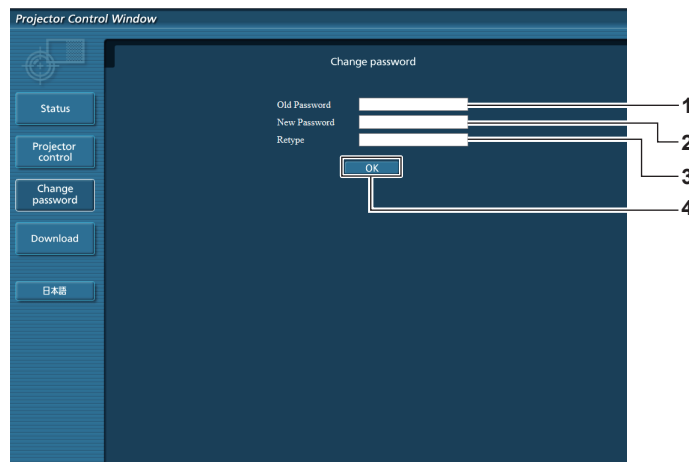 Projector Control Window
Change password
Status
Projector
control
Change
password
Download
日本語
Old Password
New Password
Retype
OK
1
2
3
4